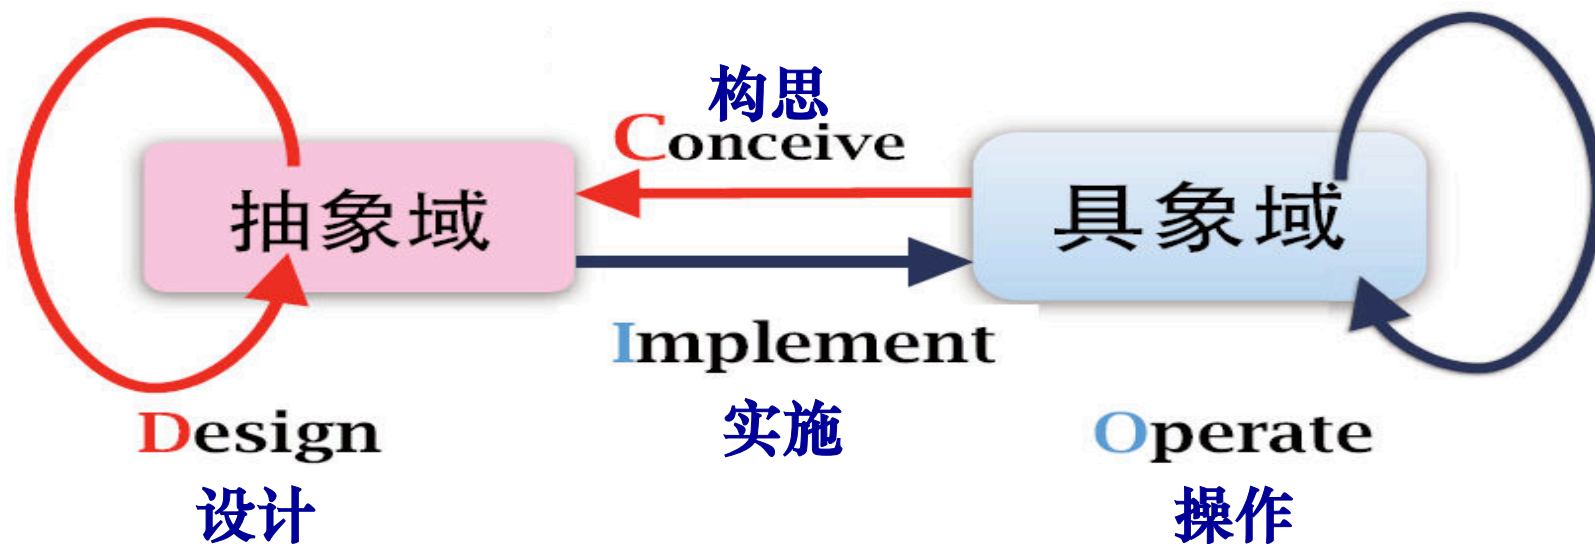 构思
Conceive
抽象域
具象域
Implement
实施
Design
设计
Operate
操作